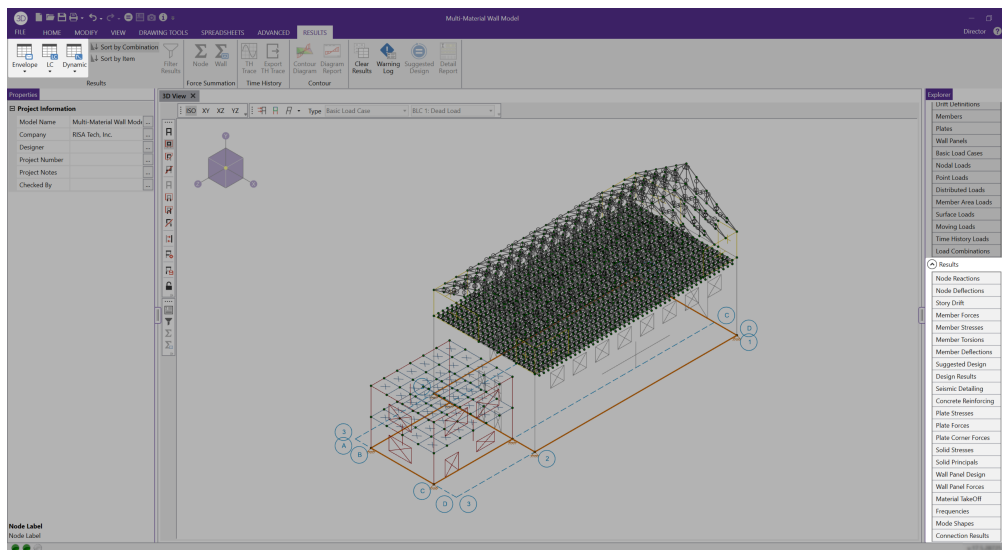 3D
Multi-Material Wall Model
FILE HOME MODIFY VIEW DRAWING TOOLS SPREADSHEETS ADVANCED RESULTS
Director
Envelope LC Dynamic
Sort by Combination
Sort by Item
Filter Results
Node Wall
TH Trace
Export TH Trace
Contour Diagram
Diagram Report
Clear Results
Warning Log
Suggested Design
Detail Report
Results Force Summation Time History Contour
Properties
Project Information
Model Name Multi-Material Wall Mode ...
Company RISA Tech, Inc. ...
Designer ...
Project Number ...
Project Notes ...
Checked By ...
Node Label
Node Label
3D View X
ISO XY XZ YZ Type Basic Load Case BLC 1: Dead Load
C
D
1
3
A
B
2
C
D
3
Explorer
Drift Definitions
Members
Plates
Wall Panels
Basic Load Cases
Nodal Loads
Point Loads
Distributed Loads
Member Area Loads
Surface Loads
Moving Loads
Time History Loads
Load Combinations
Results
Node Reactions
Node Deflections
Story Drift
Member Forces
Member Stresses
Member Torsions
Member Deflections
Suggested Design
Design Results
Seismic Detailing
Concrete Reinforcing
Plate Stresses
Plate Forces
Plate Corner Forces
Solid Stresses
Solid Principals
Wall Panel Design
Wall Panel Forces
Material TakeOff
Frequencies
Mode Shapes
Connection Results